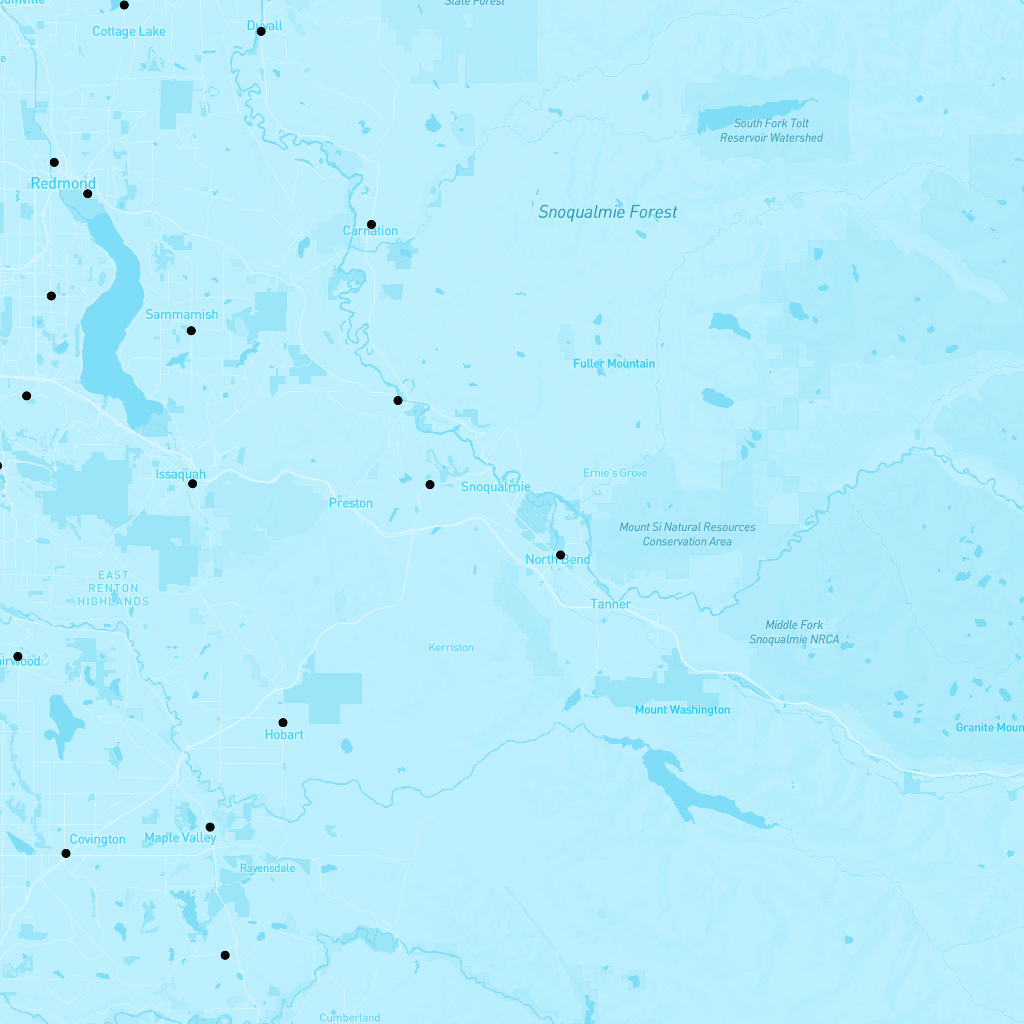 State Forest
Duvall
Cottage Lake
South Fork Tolt
Reservoir Watershed
Redmond
Snoqualmie Forest
Carnation
Sammamish
Fuller Mountain
Issaquah
Ernie's Grove
Snoqualmie
Preston
Mount Si Natural Resources
Conservation Area
North Bend
EAST
RENTON
HIGHLANDS
Tanner
Middle Fork
Snoqualmie NRCA
Kerriston
irwood
Mount Washington
Granite Moun
Hobart
Covington
Maple Valley
Ravensdale
Cumberland